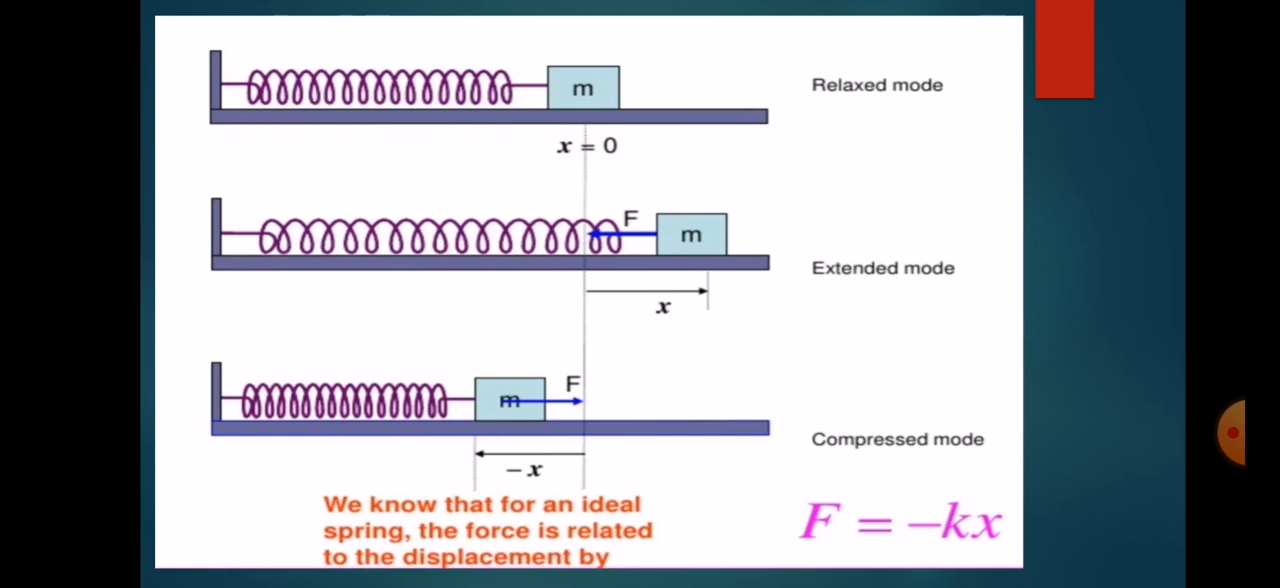 m
Relaxed mode
x = 0
F
m
Extended mode
x
F
m
Compressed mode
– x
We know that for an ideal
spring, the force is related
to the displacement by
F = –kx